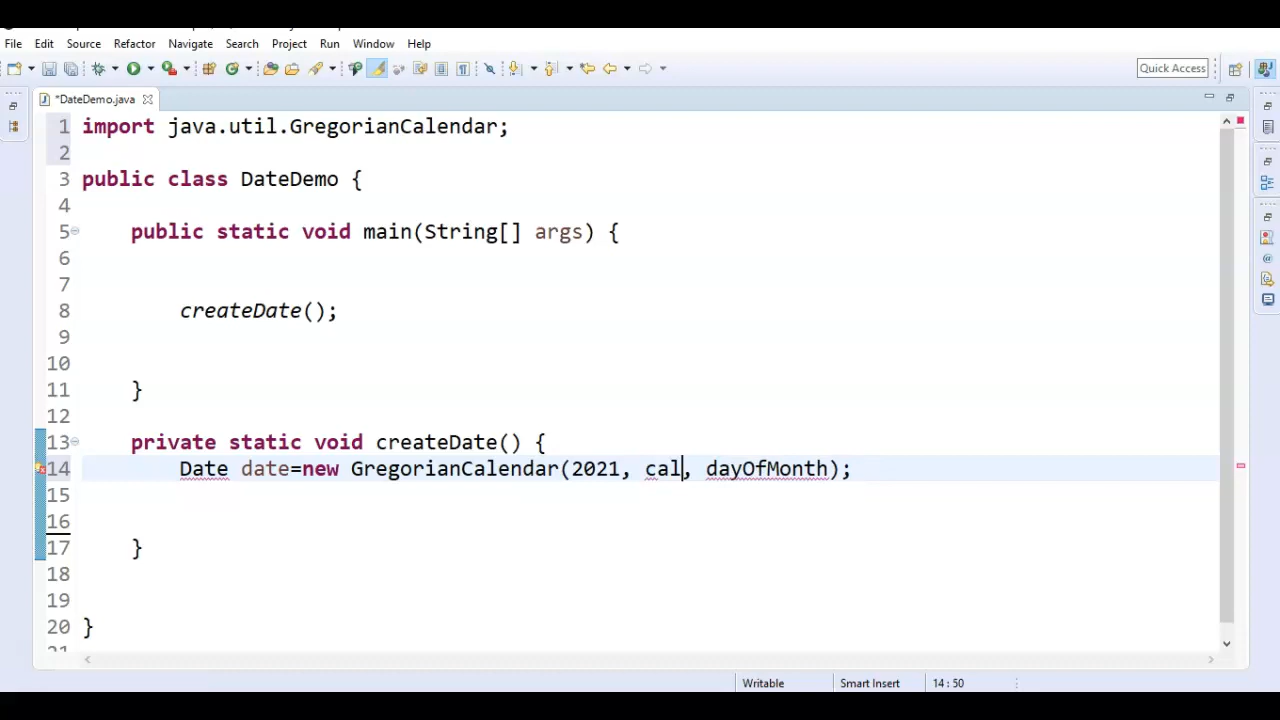 File Edit Source Refactor Navigate Search Project Run Window Help
Quick Access
*DateDemo.java
1 import java.util.GregorianCalendar;
2
3 public class DateDemo {
4
5 public static void main(String[] args) {
6
7
8 createDate();
9
10
11 }
12
13 private static void createDate() {
14 Date date=new GregorianCalendar(2021, cal, dayOfMonth);
15
16
17 }
18
19
20 }
21
Writable Smart Insert 14 : 50